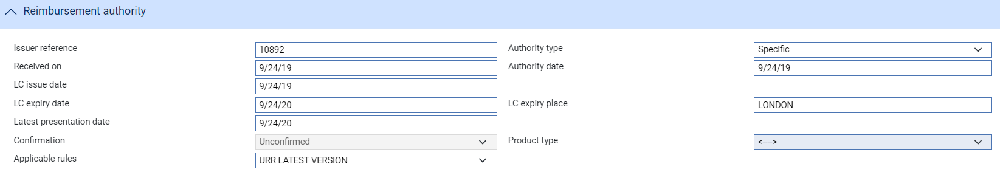 Reimbursement authority
Issuer reference 10892 Authority type Specific
Received on 9/24/19 Authority date 9/24/19
LC issue date 9/24/19
LC expiry date 9/24/20 LC expiry place LONDON
Latest presentation date 9/24/20
Confirmation Unconfirmed Product type <---->
Applicable rules URR LATEST VERSION